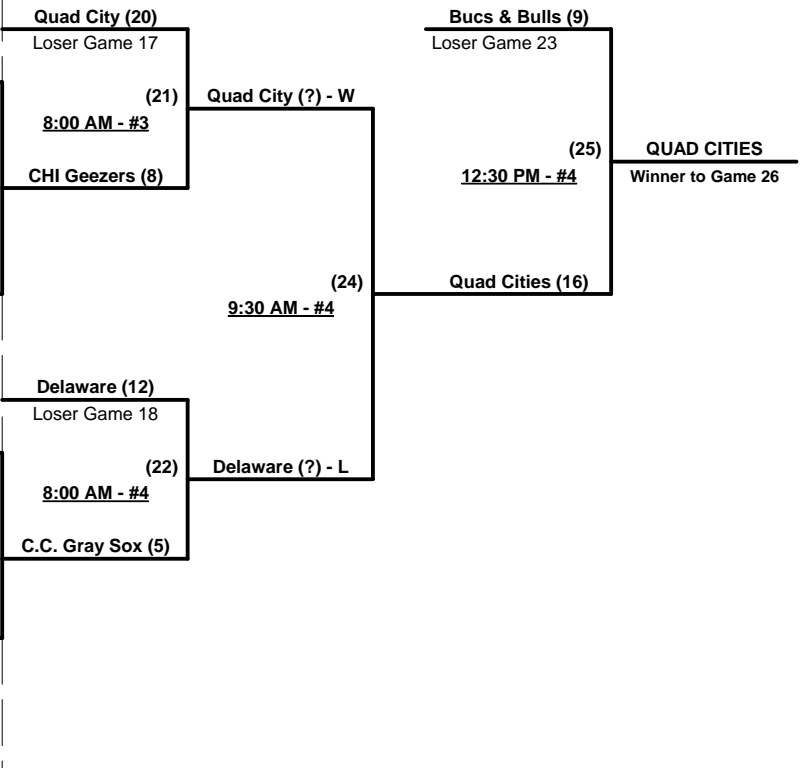 Quad City (20)
Loser Game 17
(21)
8:00 AM - #3
CHI Geezers (8)
Quad City (?) - W
Bucs & Bulls (9)
Loser Game 23
(25)
12:30 PM - #4
QUAD CITIES
Winner to Game 26
(24)
9:30 AM - #4
Quad Cities (16)
Delaware (12)
Loser Game 18
(22)
8:00 AM - #4
Delaware (?) - L
C.C. Gray Sox (5)